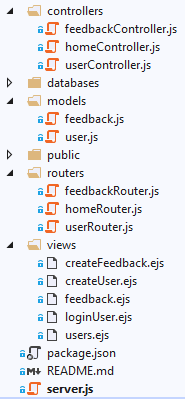 controllers
feedbackController.js
homeController.js
userController.js
databases
models
feedback.js
user.js
public
routers
feedbackRouter.js
homeRouter.js
userRouter.js
views
createFeedback.ejs
createUser.ejs
feedback.ejs
loginUser.ejs
users.ejs
package.json
README.md
server.js